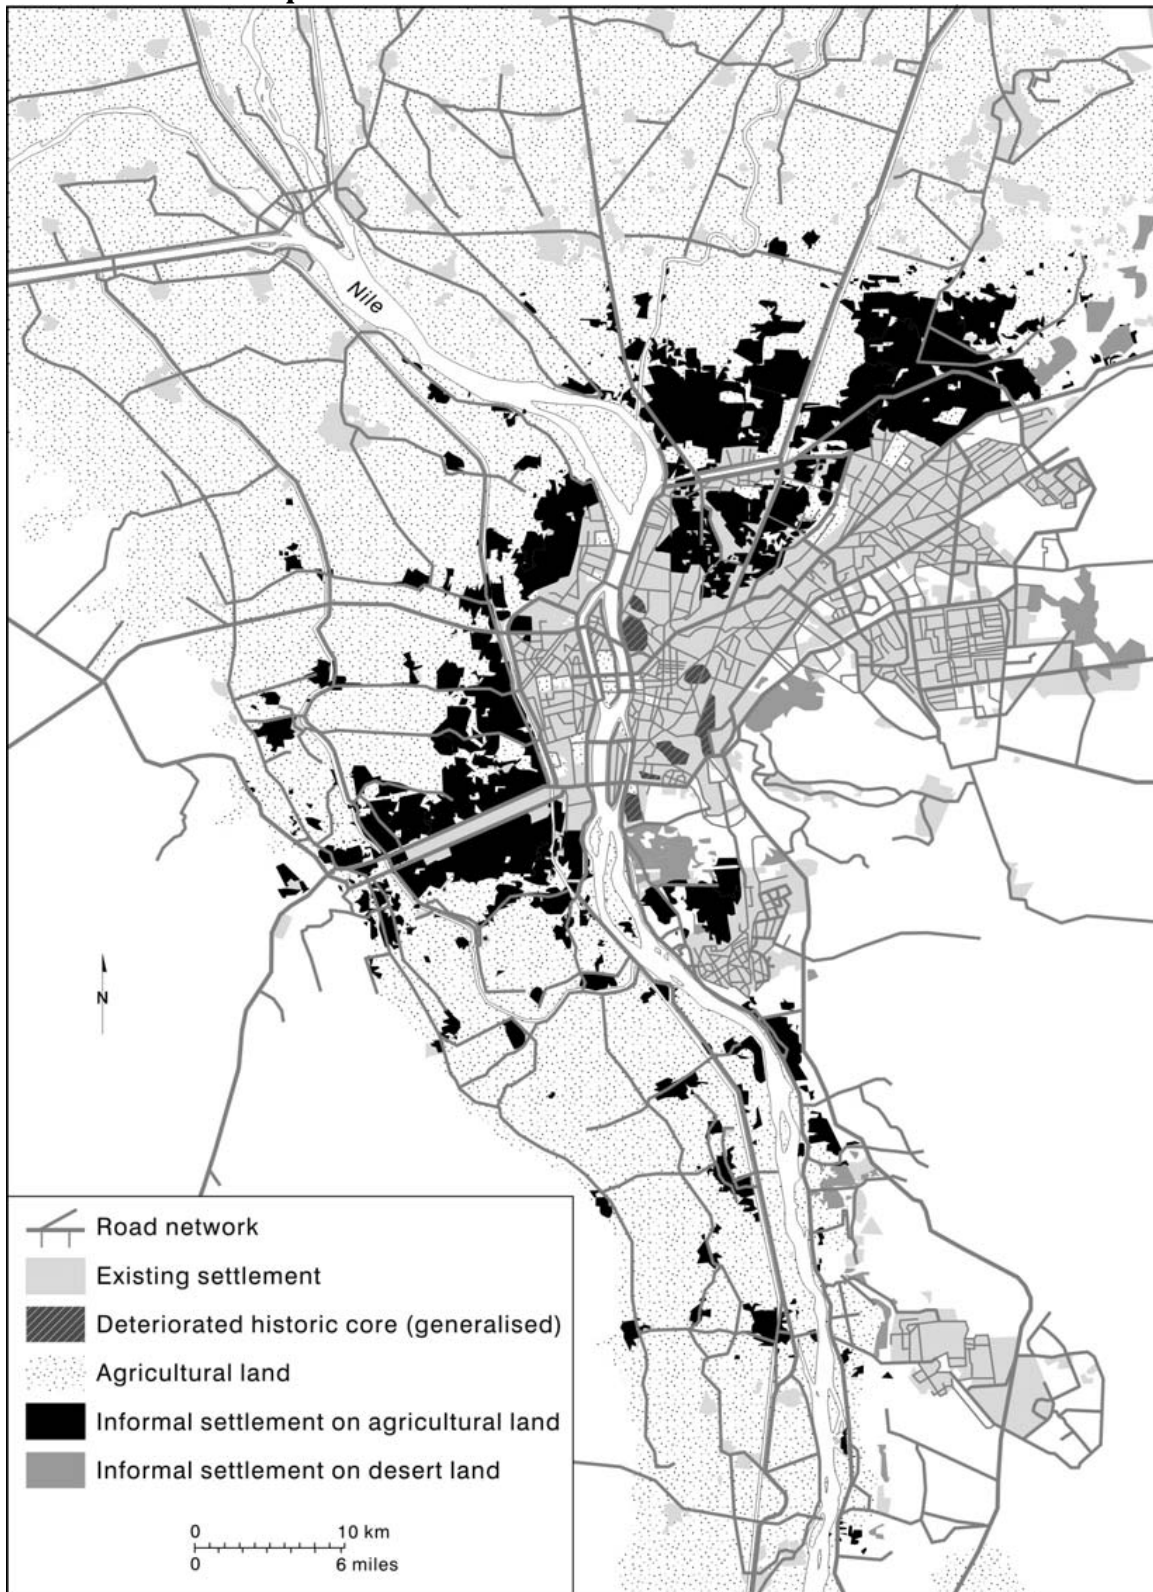 Nile
N
Road network
Existing settlement
Deteriorated historic core (generalised)
Agricultural land
Informal settlement on agricultural land
Informal settlement on desert land
0 10 km
0 6 miles